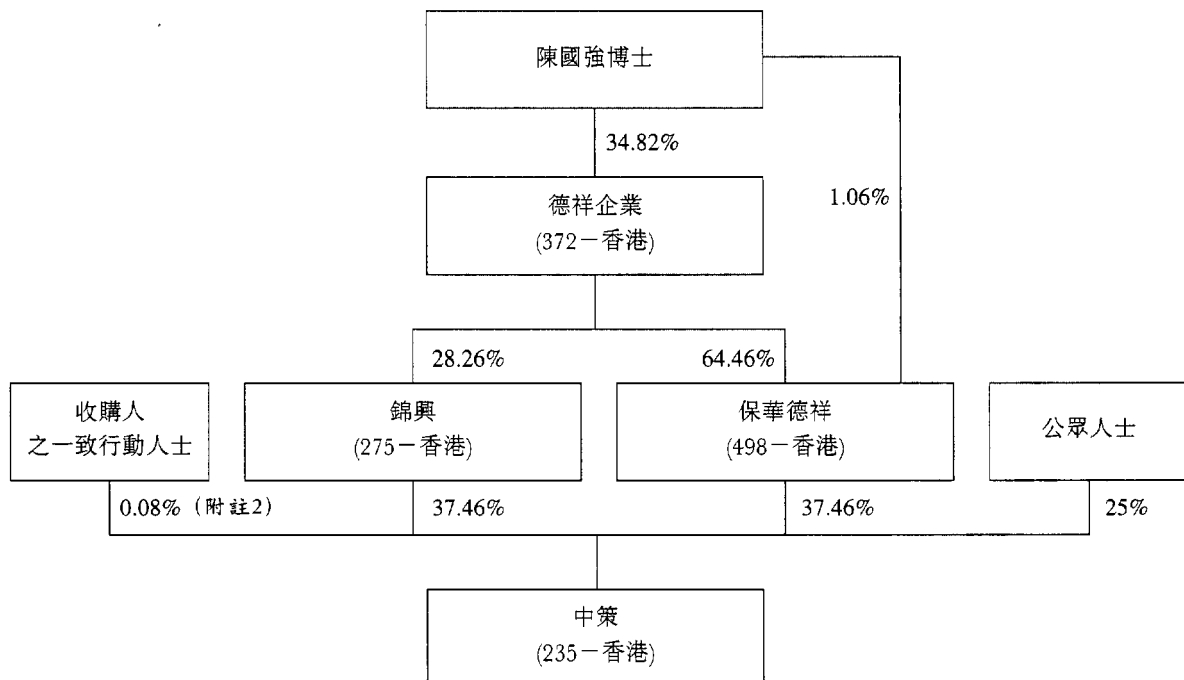 陳國強博士
34.82%
德祥企業
(372－香港)
1.06%
28.26%
64.46%
收購人
之一致行動人士
錦興
(275－香港)
保華德祥
(498－香港)
公眾人士
0.08%（附註2）
37.46%
37.46%
25%
中策
(235－香港)